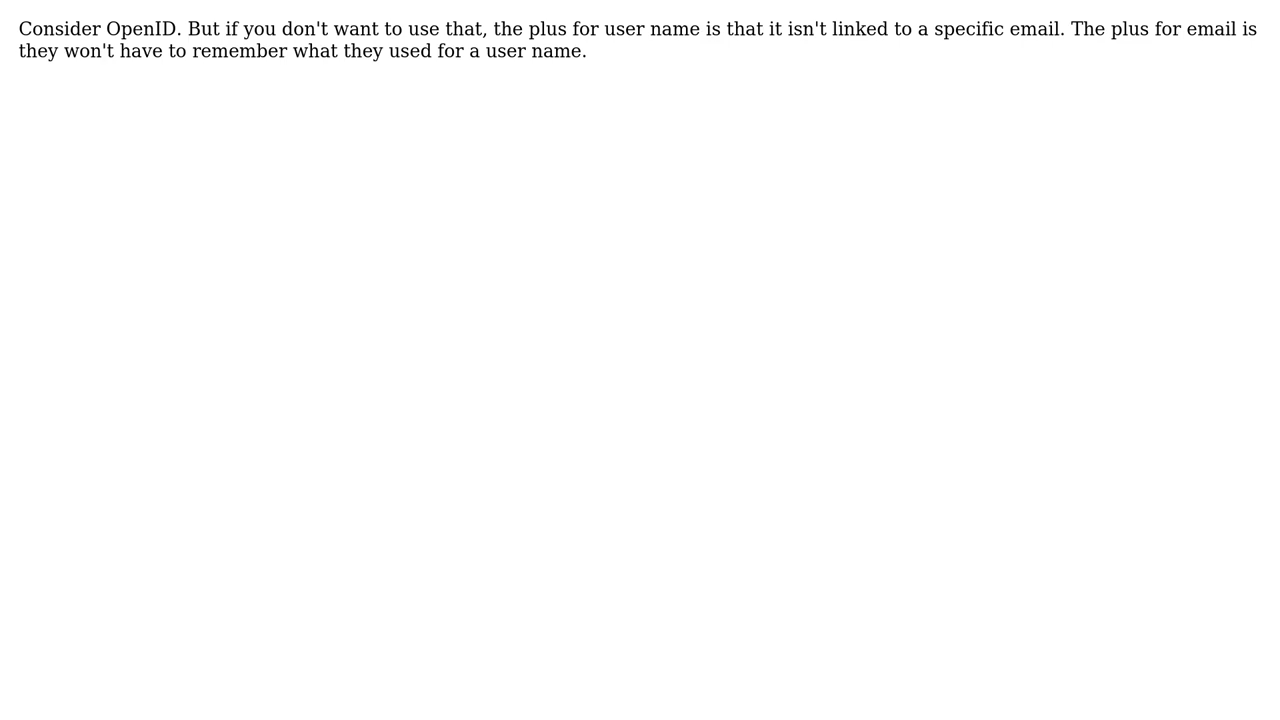 Consider OpenID. But if you don't want to use that, the plus for user name is that it isn't linked to a specific email. The plus for email is
they won't have to remember what they used for a user name.